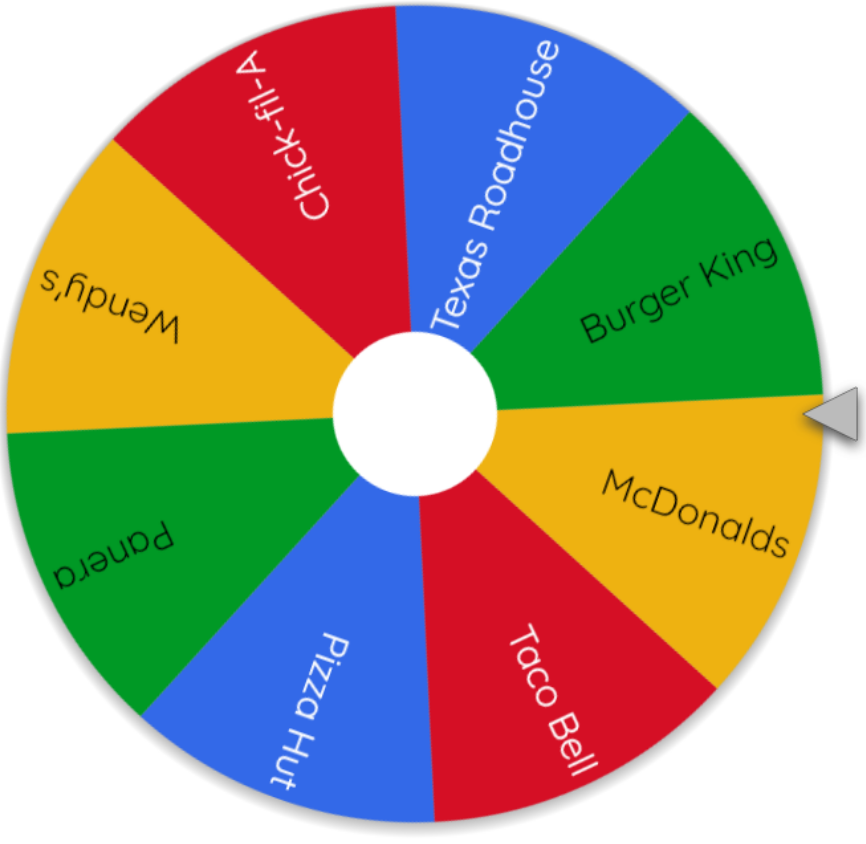 Texas Roadhouse
Burger King
McDonalds
Taco Bell
Pizza Hut
Panera
Wendy's
Chick-fil-A